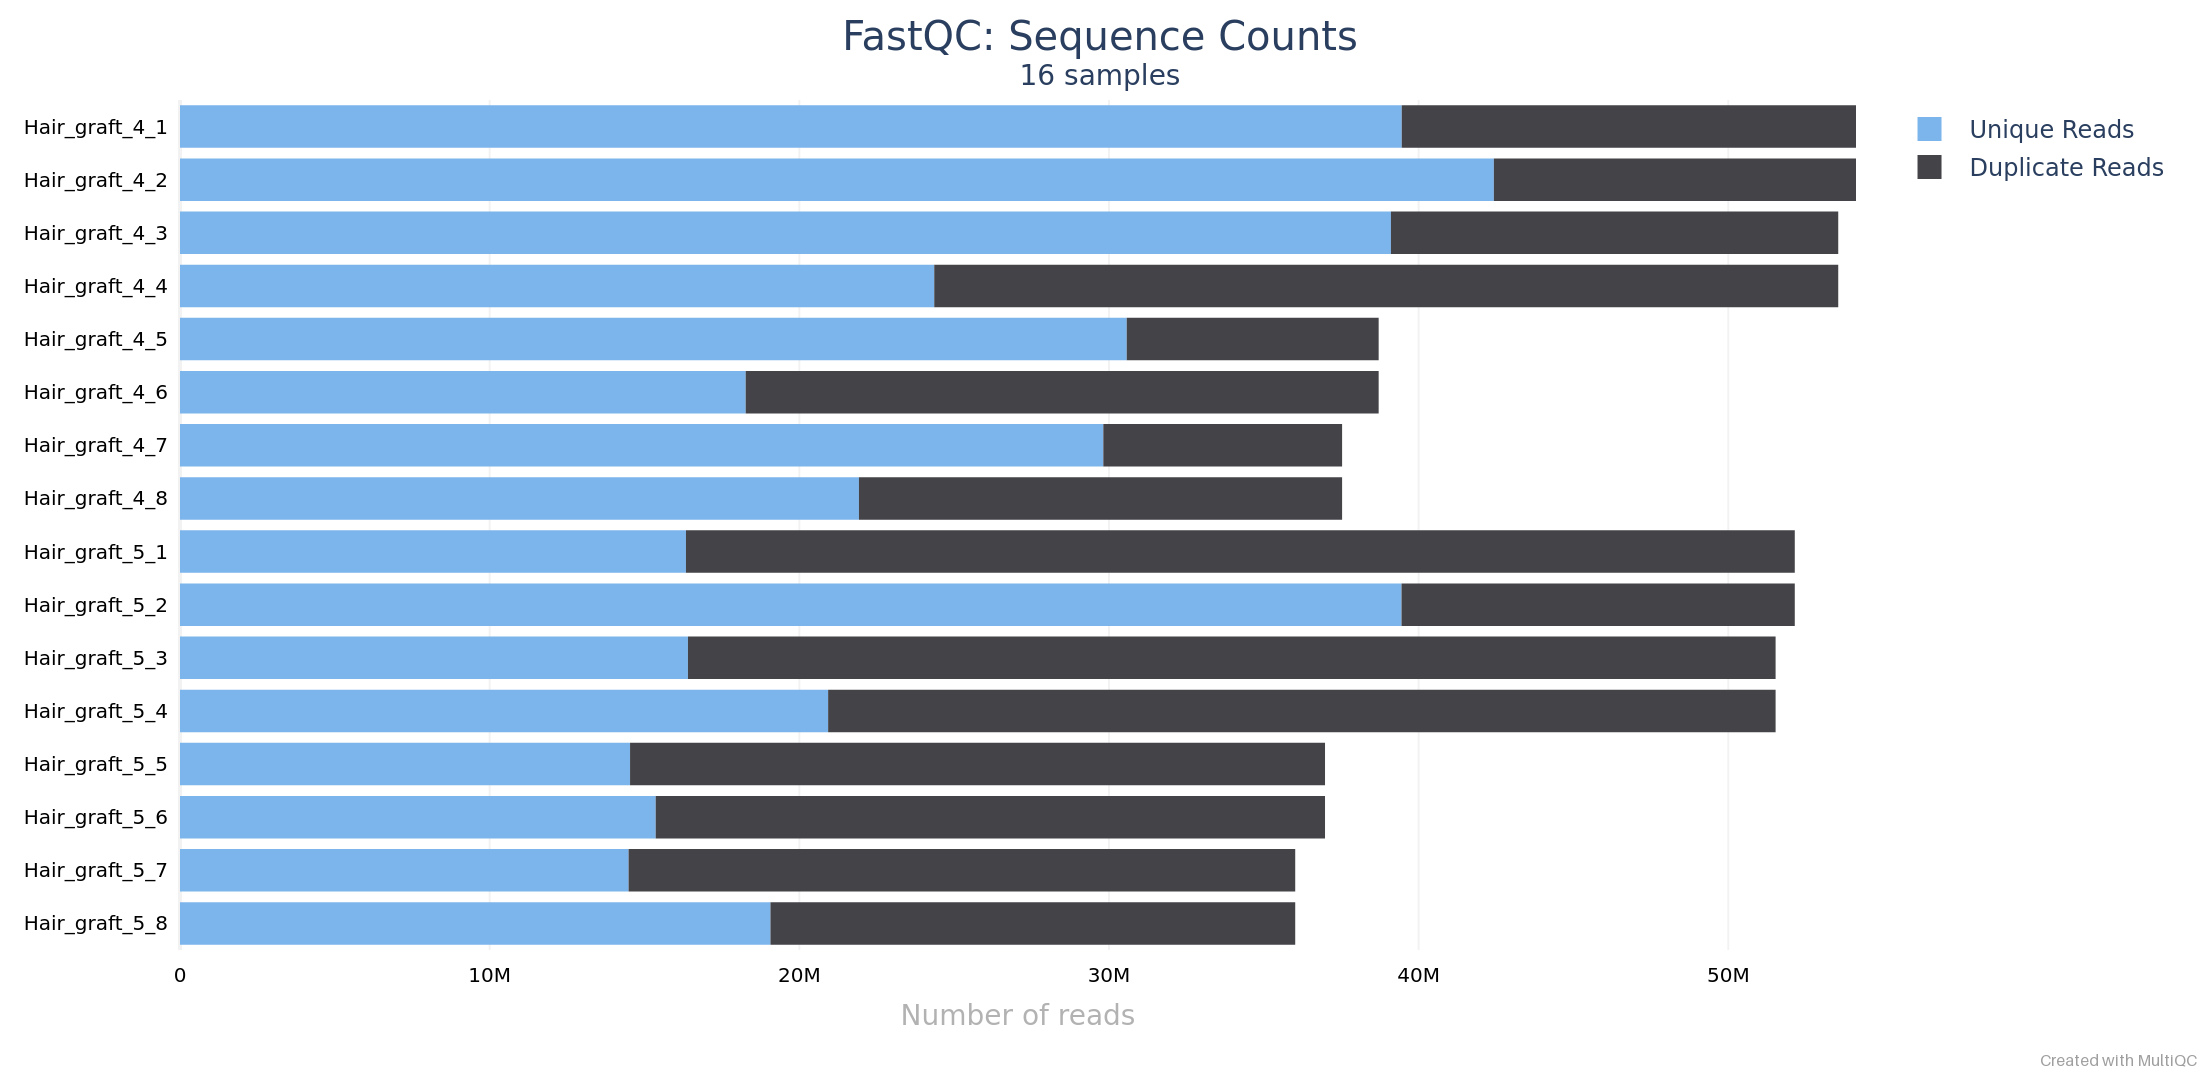 FastQC: Sequence Counts
16 samples
Hair_graft_4_1
Hair_graft_4_2
Hair_graft_4_3
Hair_graft_4_4
Hair_graft_4_5
Hair_graft_4_6
Hair_graft_4_7
Hair_graft_4_8
Hair_graft_5_1
Hair_graft_5_2
Hair_graft_5_3
Hair_graft_5_4
Hair_graft_5_5
Hair_graft_5_6
Hair_graft_5_7
Hair_graft_5_8
0 10M 20M 30M 40M 50M
Number of reads
Unique Reads
Duplicate Reads
Created with MultiQC